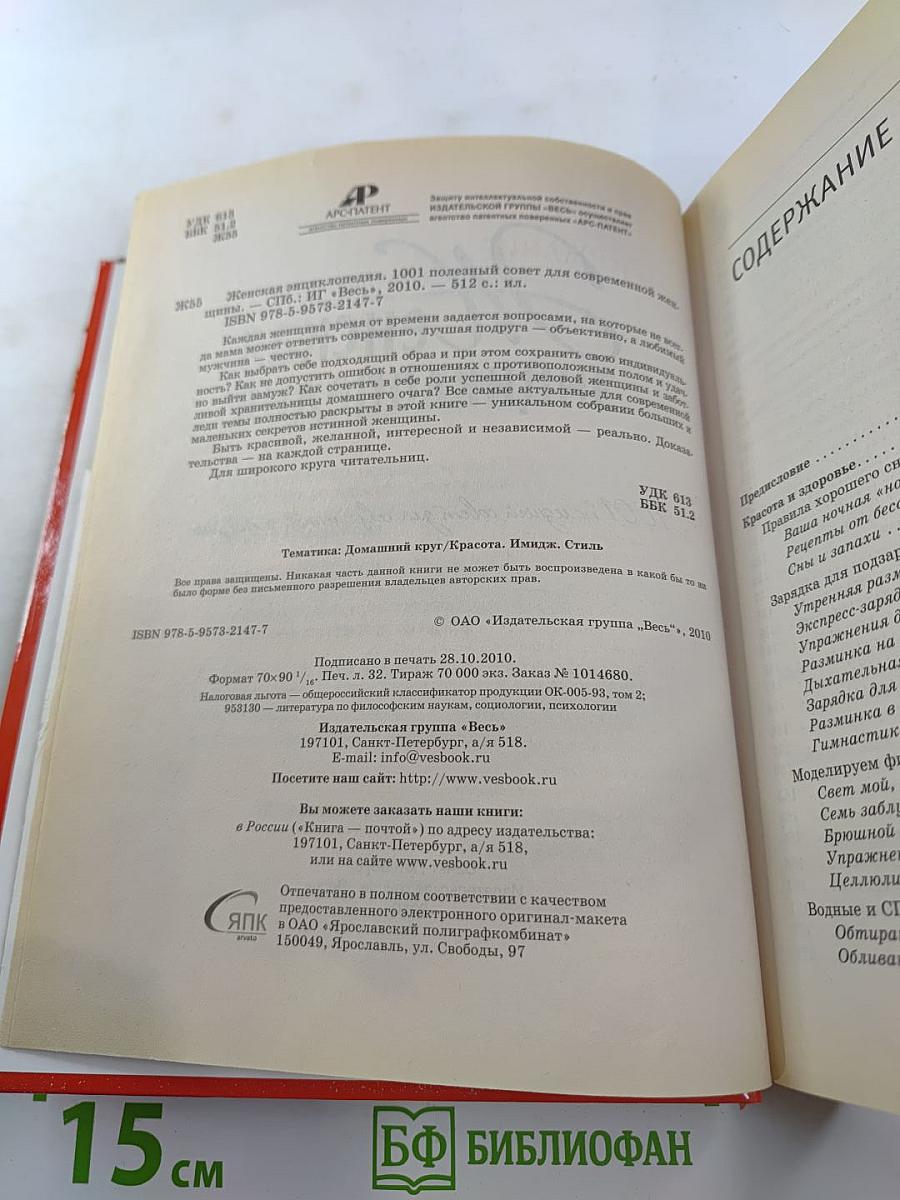 УДК 613
ББК 51.2
Ж55
АР
АРС-ПАТЕНТ
Защиту интеллектуальной собственности и прав
ИЗДАТЕЛЬСКОЙ ГРУППЫ «ВЕСЬ» осуществляет
агентство патентных поверенных «АРС-ПАТЕНТ»
Женская энциклопедия. 1001 полезный совет для современной жен-
Ж55 щины. — СПб.: ИГ «Весь», 2010. — 512 с.: ил.
ISBN 978-5-9573-2147-7
Каждая женщина время от времени задается вопросами, на которые не всег-
да мама может ответить современно, лучшая подруга — объективно, а любимый
мужчина — честно.
Как выбрать себе подходящий образ и при этом сохранить свою индивидуаль-
ность? Как не допустить ошибок в отношениях с противоположным полом и удач-
но выйти замуж? Как сочетать в себе роли успешной деловой женщины и забот-
ливой хранительницы домашнего очага? Все самые актуальные для современной
леди темы полностью раскрыты в этой книге — уникальном собрании больших и
маленьких секретов истинной женщины.
Быть красивой, желанной, интересной и независимой — реально. Доказа-
тельства — на каждой странице.
Для широкого круга читательниц.
УДК 613
ББК 51.2
Тематика: Домашний круг/Красота. Имидж. Стиль
Все права защищены. Никакая часть данной книги не может быть воспроизведена в какой бы то ни
было форме без письменного разрешения владельцев авторских прав.
ISBN 978-5-9573-2147-7
© ОАО «Издательская группа „Весь“», 2010
Подписано в печать 28.10.2010.
Формат 70×90 1/16. Печ. л. 32. Тираж 70 000 экз. Заказ № 1014680.
Налоговая льгота — общероссийский классификатор продукции ОК-005-93, том 2;
953130 — литература по философским наукам, социологии, психологии
Издательская группа «Весь»
197101, Санкт-Петербург, а/я 518.
E-mail: info@vesbook.ru
Посетите наш сайт: http://www.vesbook.ru
Вы можете заказать наши книги:
в России («Книга — почтой») по адресу издательства:
197101, Санкт-Петербург, а/я 518,
или на сайте www.vesbook.ru
ЯПК
arvato
Отпечатано в полном соответствии с качеством
предоставленного электронного оригинал-макета
в ОАО «Ярославский полиграфкомбинат»
150049, Ярославль, ул. Свободы, 97
СОДЕРЖАНИЕ
Предисловие . . . . . . . .
Красота и здоровье. . . . .
Правила хорошего сн
Ваша ночная «но
Рецепты от бесс
Сны и запахи . .
Зарядка для подзар
Утренняя разм
Экспресс-заряд
Упражнения д
Разминка на
Дыхательная
Зарядка для
Разминка в
Гимнастик
Моделируем фи
Свет мой,
Семь заблу
Брюшной
Упражнен
Целлюли
Водные и СП
Обтира
Облива
15 см
БФ БИБЛИОФАН